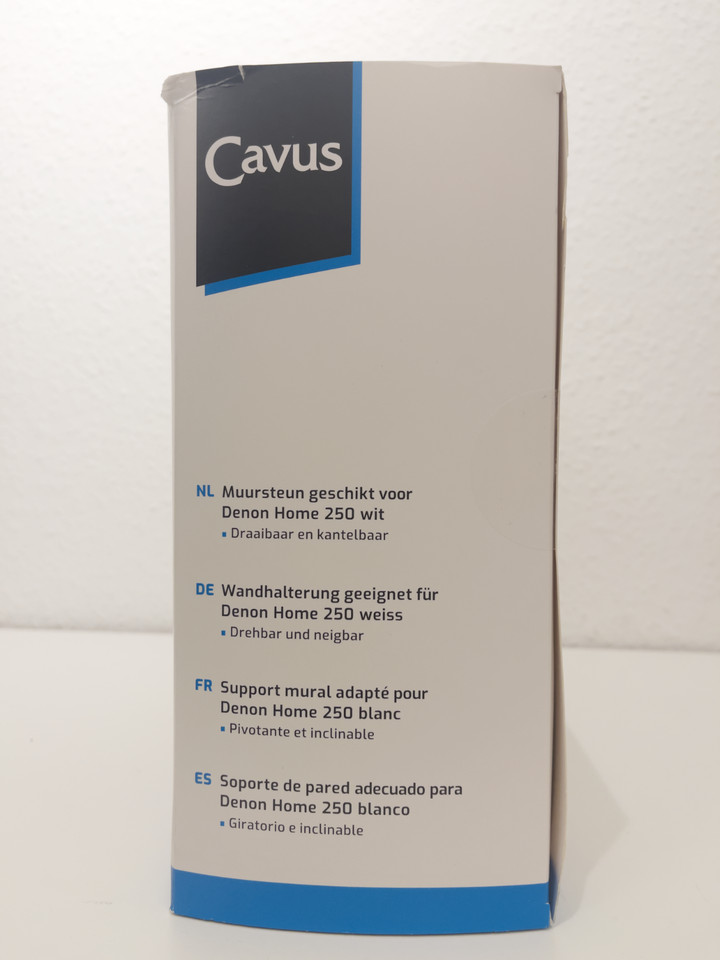 Cavus
NL Muursteun geschikt voor
Denon Home 250 wit
▪ Draaibaar en kantelbaar
DE Wandhalterung geeignet für
Denon Home 250 weiss
▪ Drehbar und neigbar
FR Support mural adapté pour
Denon Home 250 blanc
▪ Pivotante et inclinable
ES Soporte de pared adecuado para
Denon Home 250 blanco
▪ Giratorio e inclinable